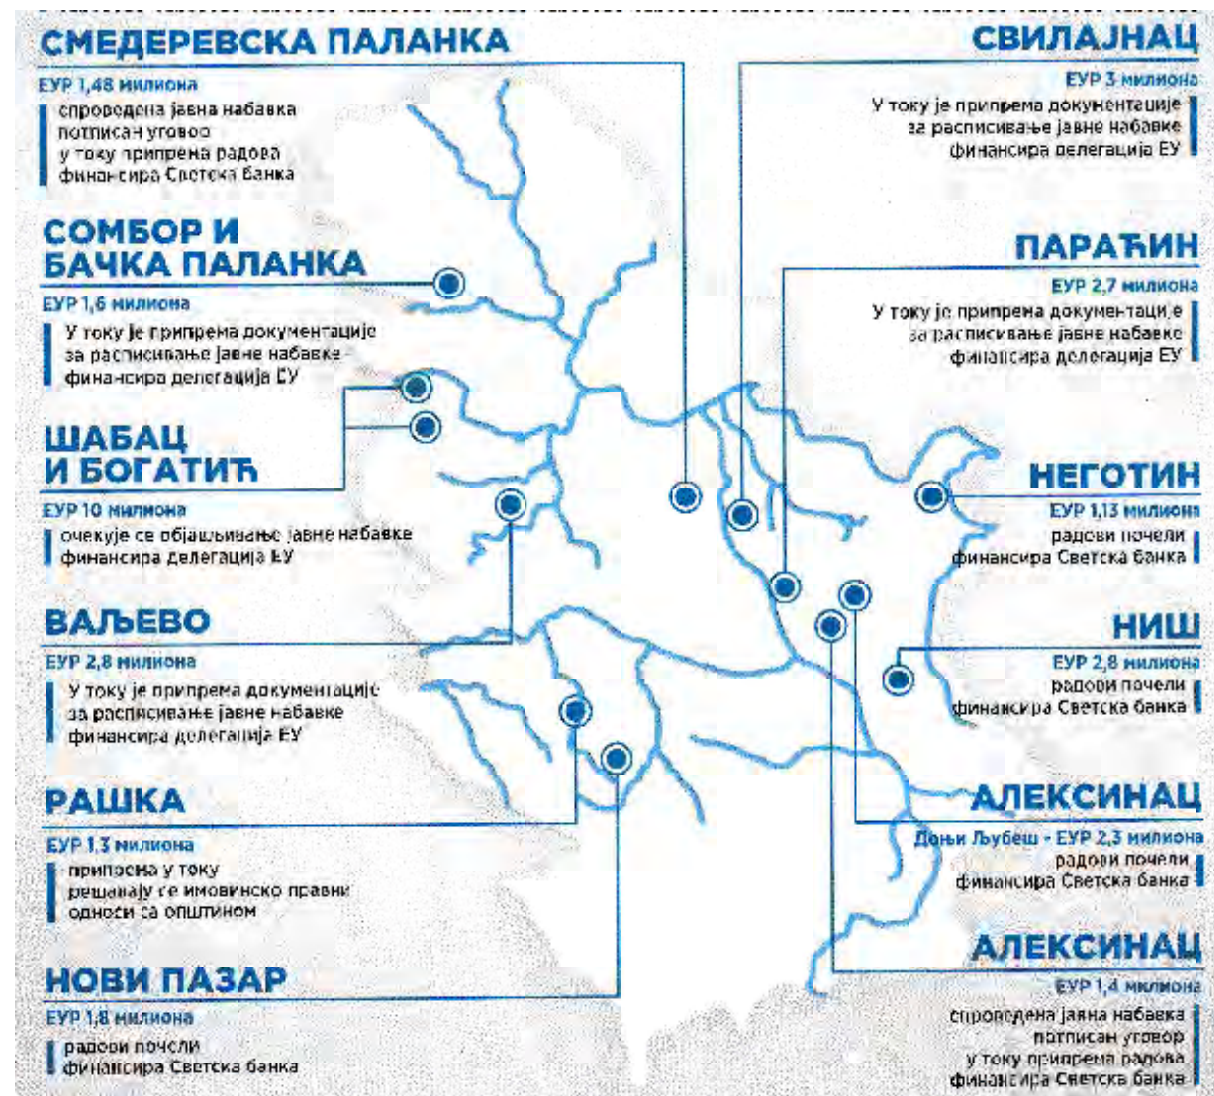 СМЕДЕРЕВСКА ПАЛАНКА
ЕУР 1,48 милиона
спроведена јавна набавка
потписан уговор
у току припрема радова
финансира Светска банка
СОМБОР И
БАЧКА ПАЛАНКА
ЕУР 1,6 милиона
У току је припрема документације
за расписивање јавне набавке
финансира делегација ЕУ
ШАБАЦ
И БОГАТИЋ
ЕУР 10 милиона
очекује се објашљивање јавне набавке
финансира делегација ЕУ
ВАЉЕВО
ЕУР 2,8 милиона
У току је припрема документације
за расписивање јавне набавке
финансира делегација ЕУ
РАШКА
ЕУР 1,3 милиона
припрема у току
решавају се имовинско правни
односи са општином
НОВИ ПАЗАР
ЕУР 1,8 милиона
радови почели
финансира Светска банка
СВИЛАЈНАЦ
ЕУР 3 милиона
У току је припрема документације
за расписивање јавне набавке
финансира делегација ЕУ
ПАРАЋИН
ЕУР 2,7 милиона
У току је припрема документације
за расписивање јавне набавке
финансира делегација ЕУ
НЕГОТИН
ЕУР 1,13 милиона
радови почели
финансира Светска банка
НИШ
ЕУР 2,8 милиона
радови почели
финансира Светска банка
АЛЕКСИНАЦ
Доњи Љубеш - ЕУР 2,3 милиона
радови почели
финансира Светска банка
АЛЕКСИНАЦ
ЕУР 1,4 милиона
спроведена јавна набавка
потписан уговор
у току припрема радова
финансира Светска банка